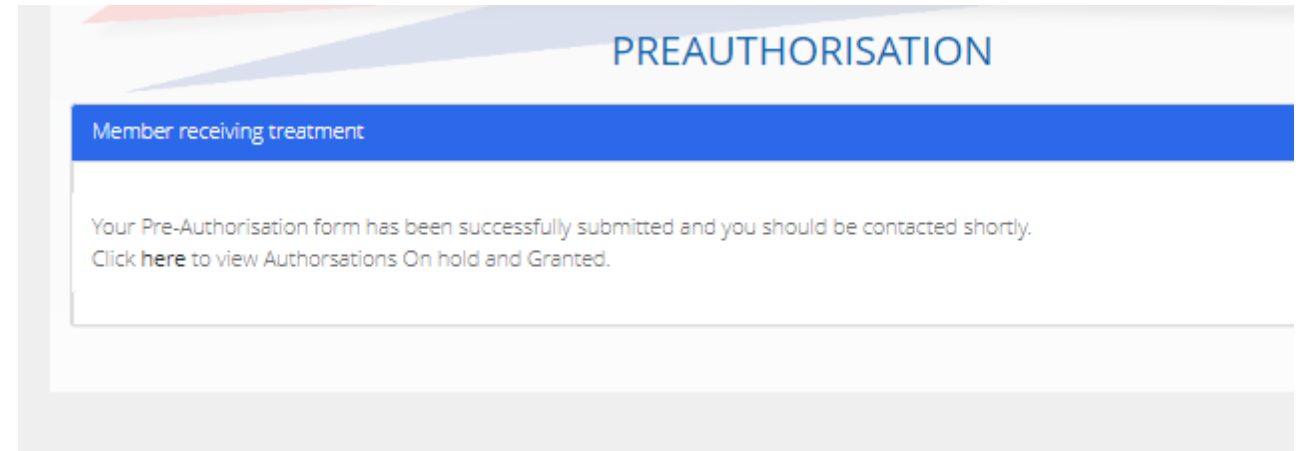 PREAUTHORISATION
Member receiving treatment
Your Pre-Authorisation form has been successfully submitted and you should be contacted shortly.
Click here to view Authorsations On hold and Granted.